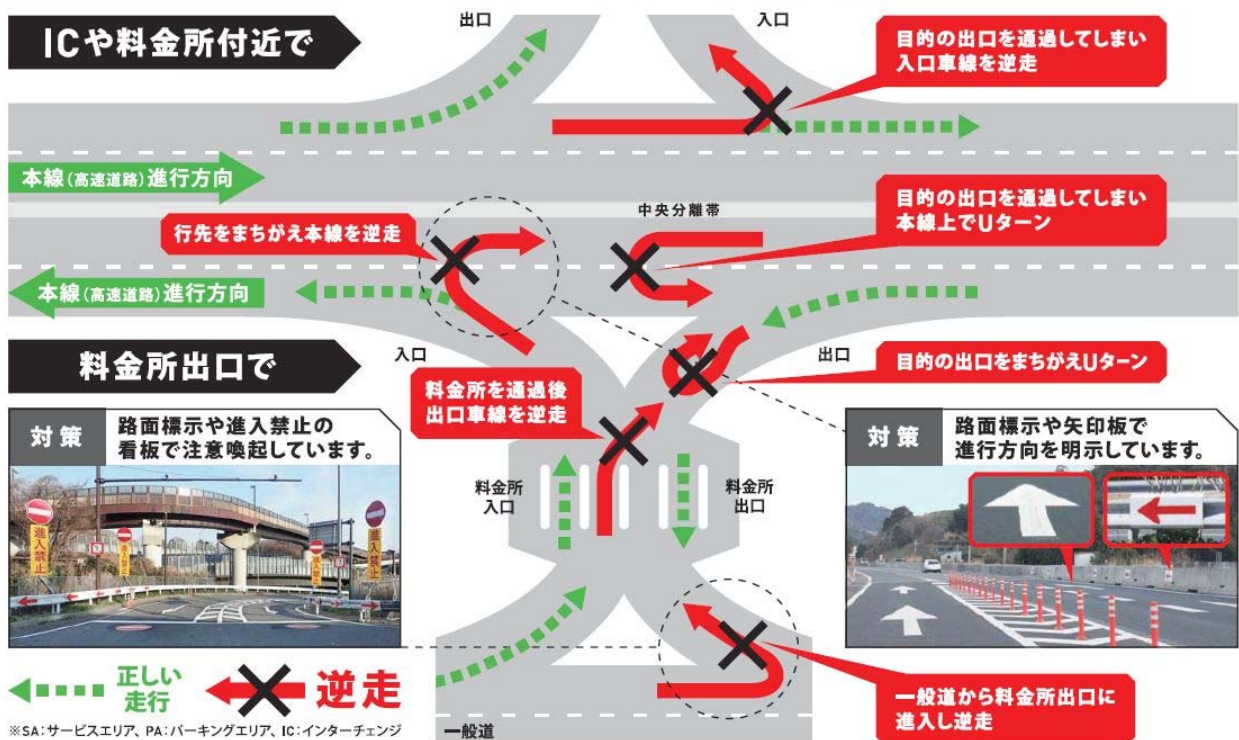 ICや料金所付近で
出口
入口
目的の出口を通過してしまい
入口車線を逆走
本線(高速道路)進行方向
中央分離帯
目的の出口を通過してしまい
本線上でUターン
行先をまちがえ本線を逆走
本線(高速道路)進行方向
料金所出口で
入口
出口
目的の出口をまちがえUターン
料金所を通過後
出口車線を逆走
対策
路面標示や進入禁止の
看板で注意喚起しています。
進入禁止
進入禁止
進入禁止
進入禁止
対策
路面標示や矢印板で
進行方向を明示しています。
料金所
入口
料金所
出口
正しい
走行
逆走
一般道から料金所出口に
進入し逆走
※SA:サービスエリア、PA:パーキングエリア、IC:インターチェンジ
一般道